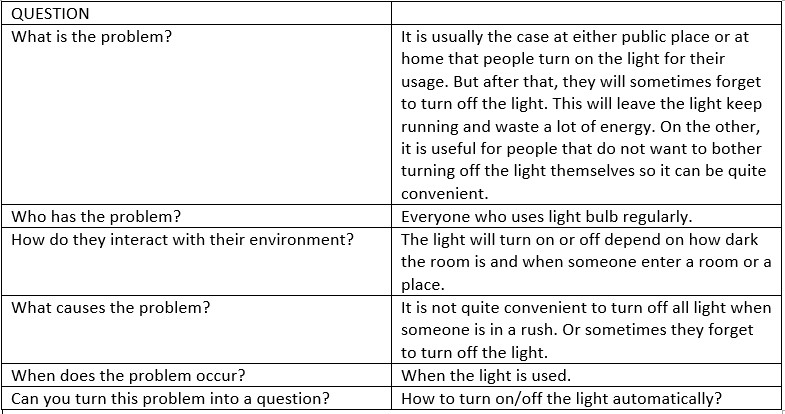 QUESTION
What is the problem?
It is usually the case at either public place or at
home that people turn on the light for their
usage. But after that, they will sometimes forget
to turn off the light. This will leave the light keep
running and waste a lot of energy. On the other,
it is useful for people that do not want to bother
turning off the light themselves so it can be quite
convenient.
Who has the problem?
Everyone who uses light bulb regularly.
How do they interact with their environment?
The light will turn on or off depend on how dark
the room is and when someone enter a room or a
place.
What causes the problem?
It is not quite convenient to turn off all light when
someone is in a rush. Or sometimes they forget
to turn off the light.
When does the problem occur?
When the light is used.
Can you turn this problem into a question?
How to turn on/off the light automatically?